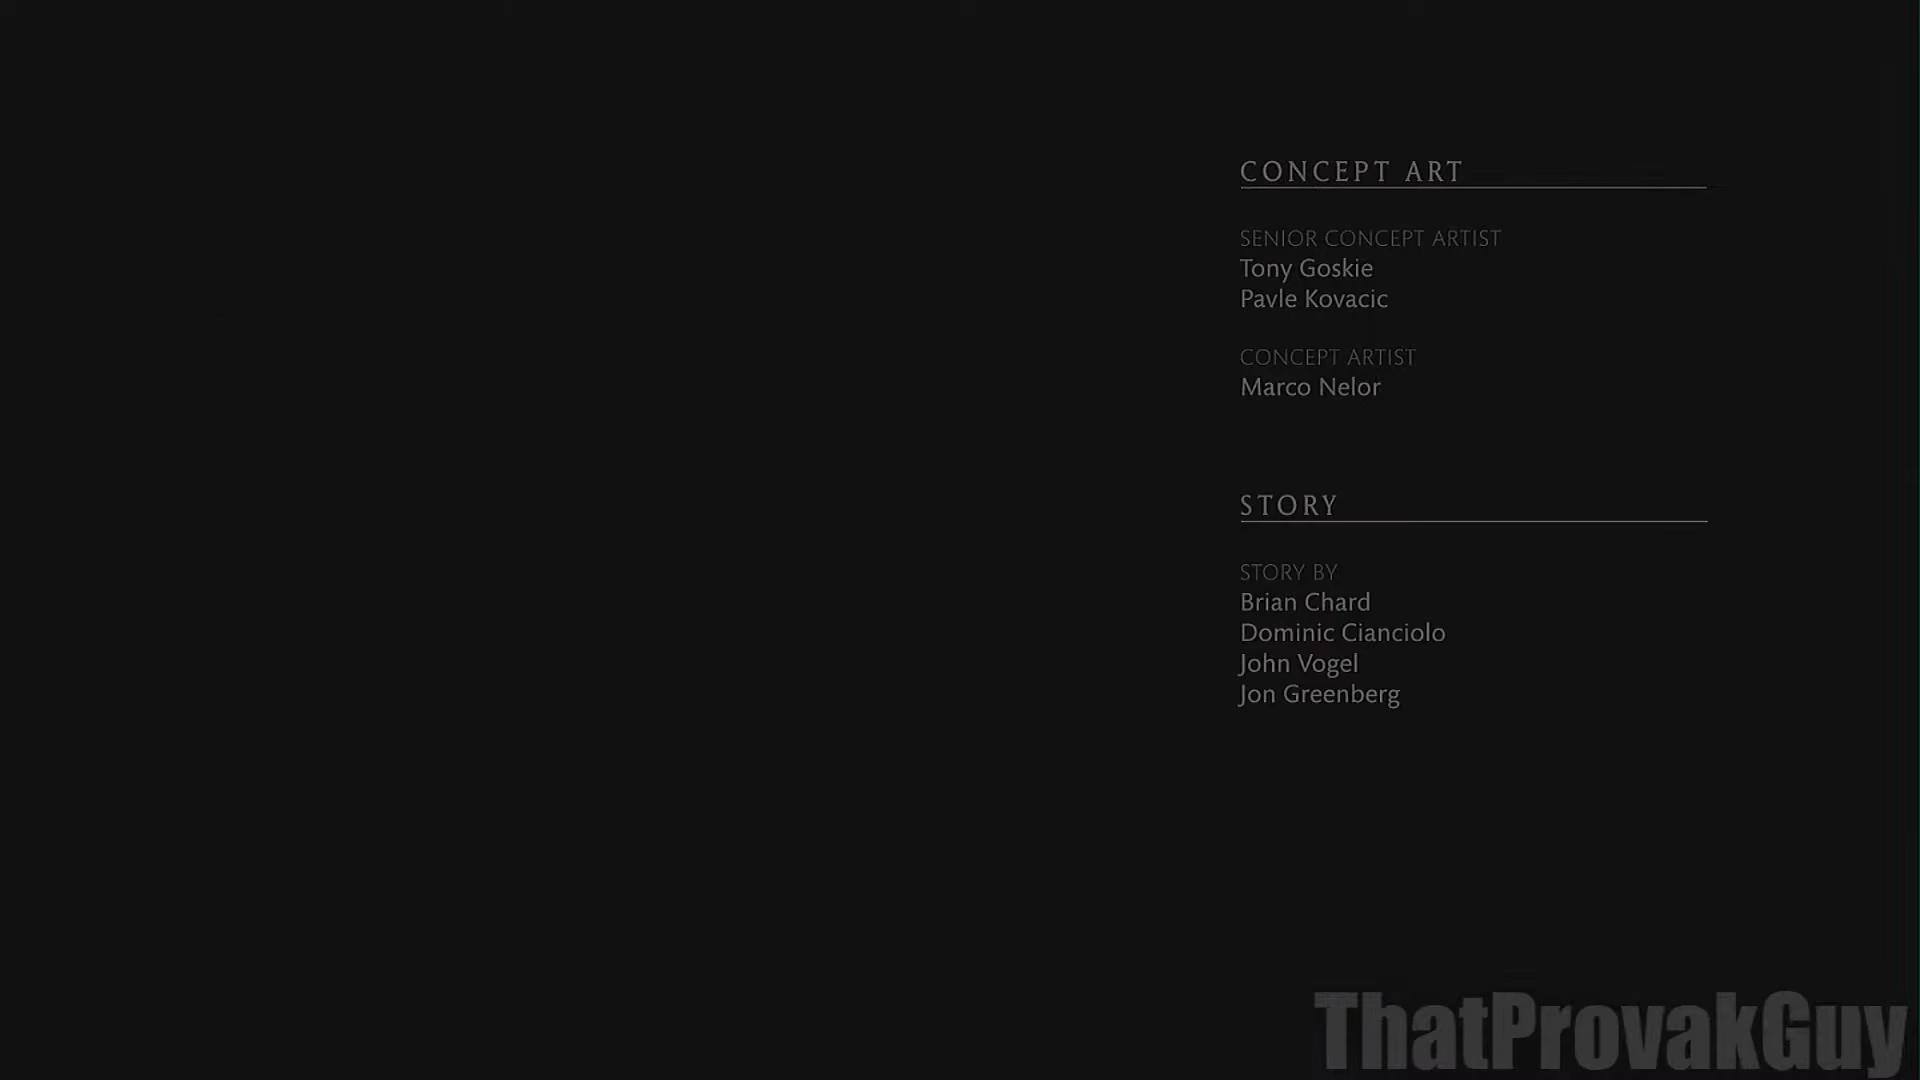 CONCEPT ART
SENIOR CONCEPT ARTIST
Tony Goskie
Pavle Kovacic
CONCEPT ARTIST
Marco Nelor
STORY
STORY BY
Brian Chard
Dominic Cianciolo
John Vogel
Jon Greenberg
ThatProvakGuy